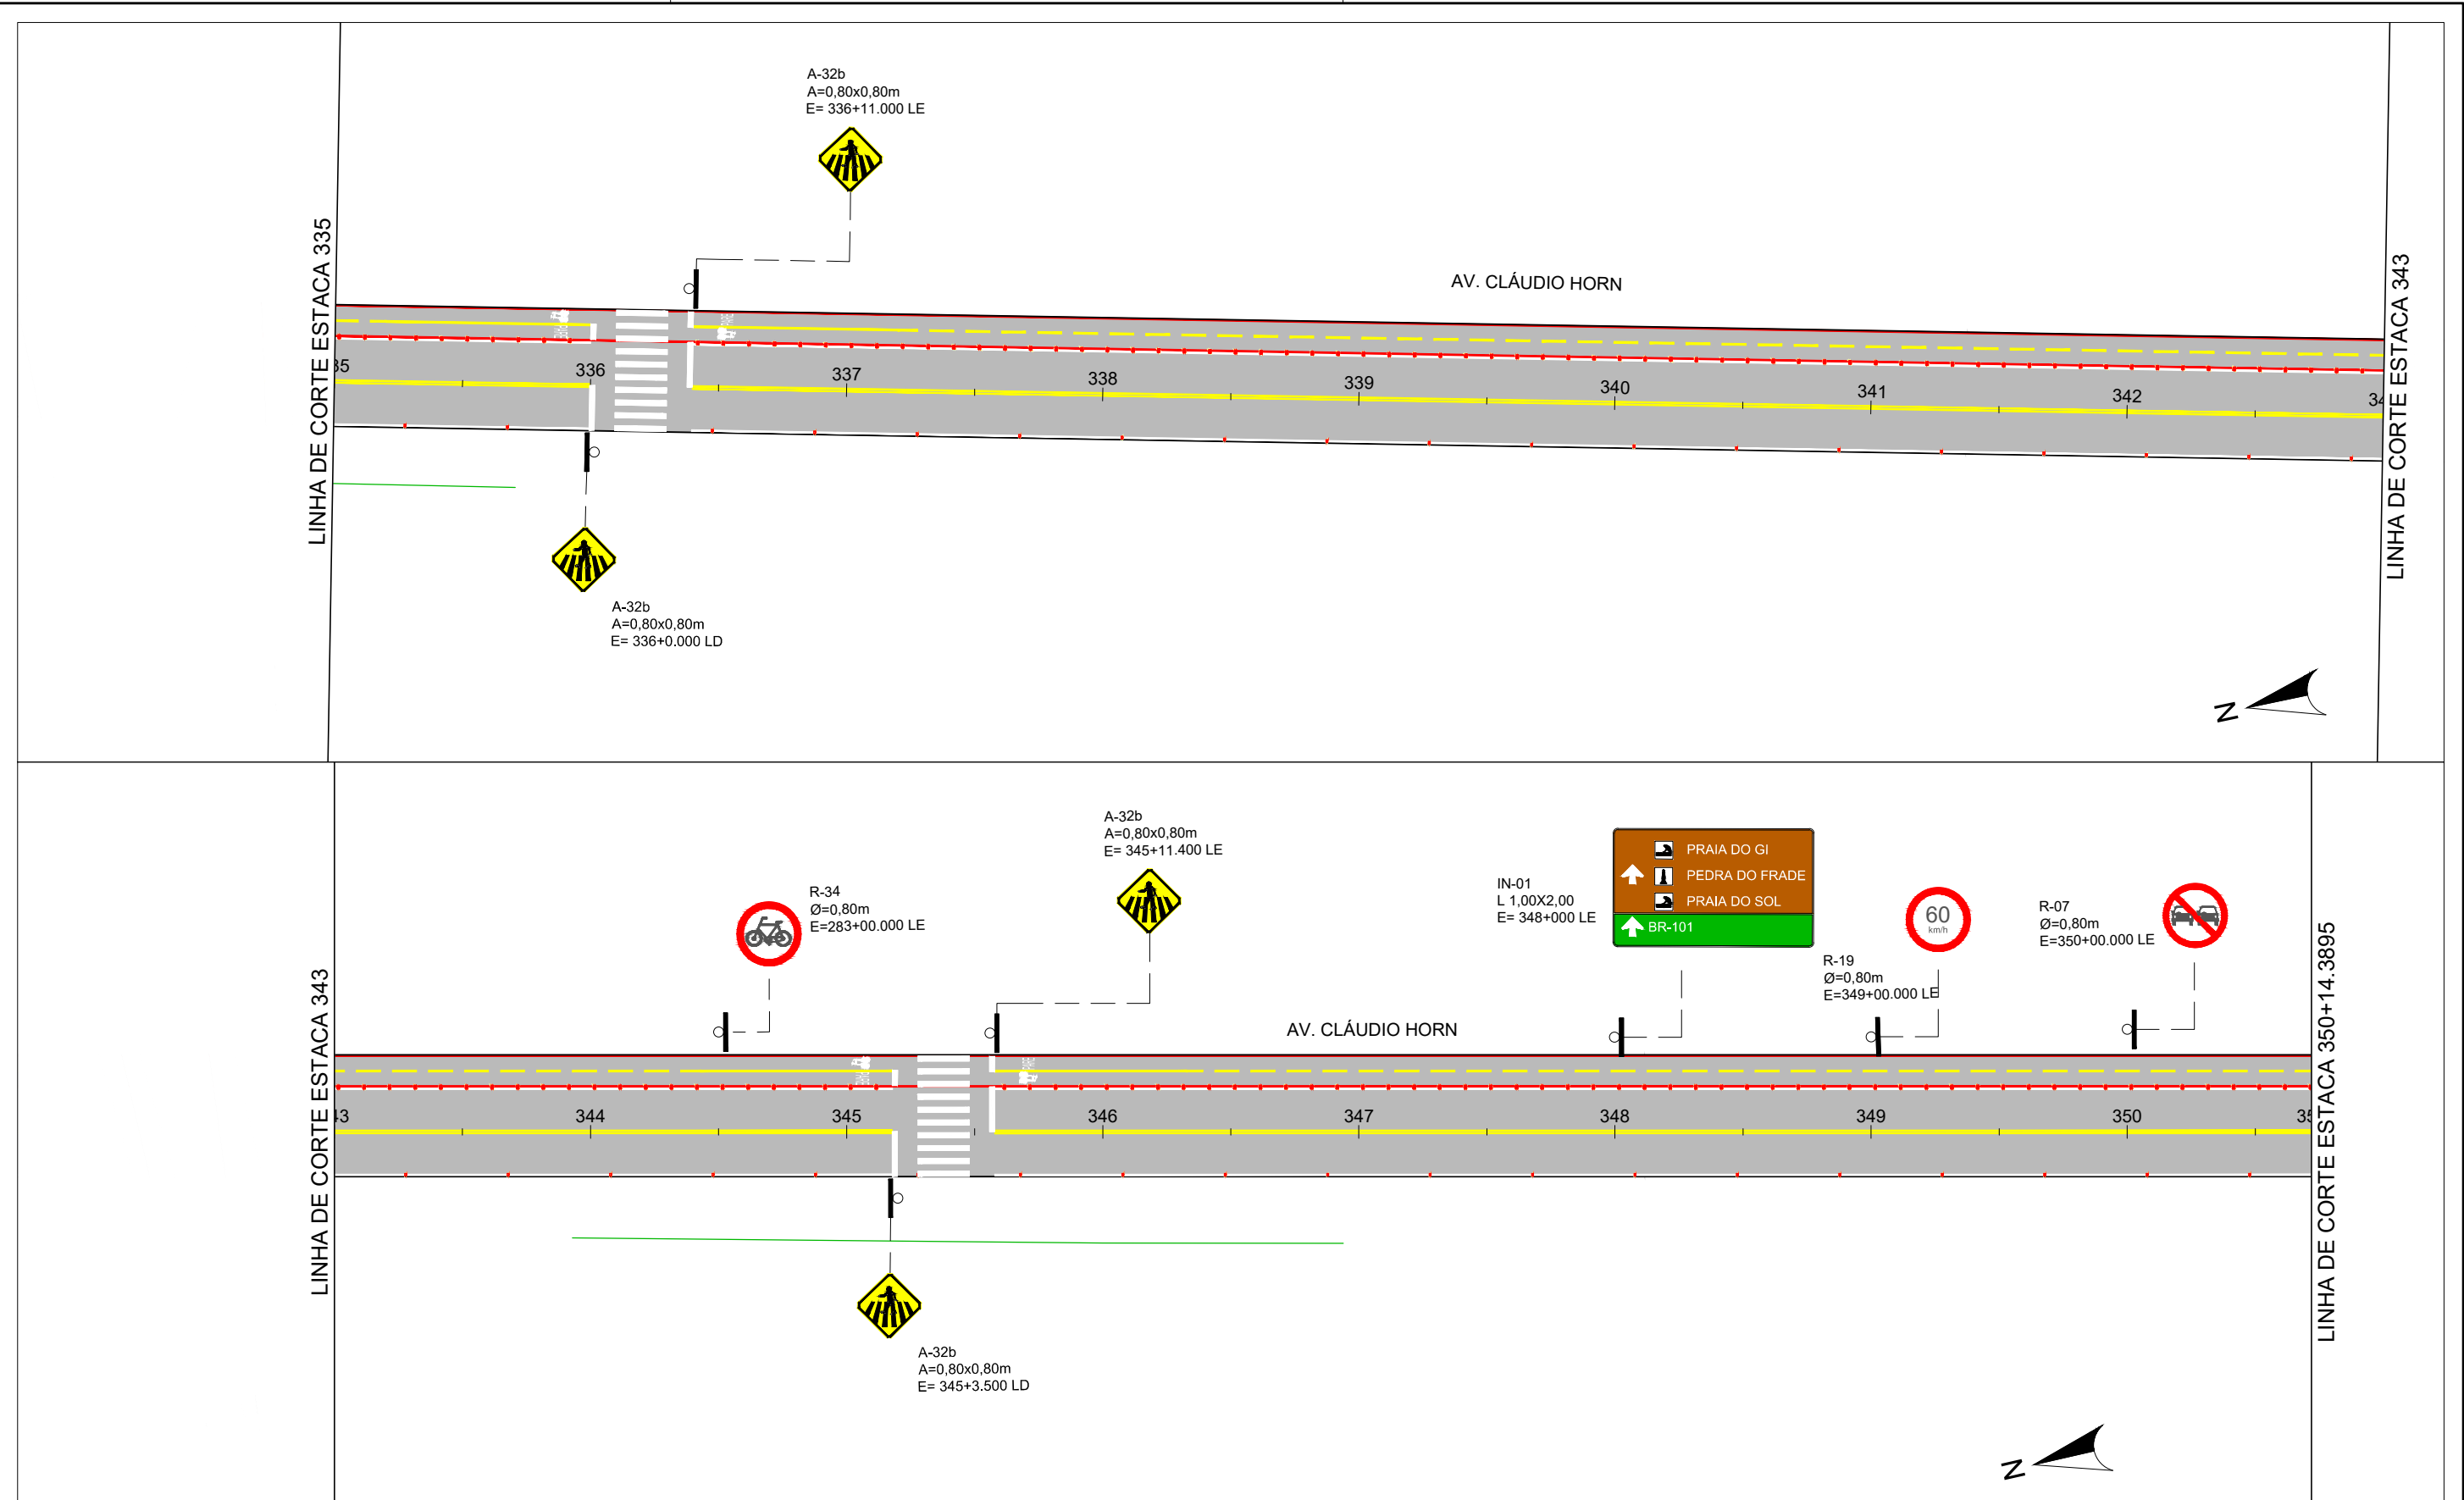 A-32b
A=0,80x0,80m
E= 336+11.000 LE
LINHA DE CORTE ESTACA 335
AV. CLÁUDIO HORN
LINHA DE CORTE ESTACA 343
35
336
337
338
339
340
341
342
34
A-32b
A=0,80x0,80m
E= 336+0.000 LD
N
A-32b
A=0,80x0,80m
E= 345+11.400 LE
R-34
Ø=0,80m
E=283+00.000 LE
IN-01
L 1,00X2,00
E= 348+000 LE
PRAIA DO GI
PEDRA DO FRADE
PRAIA DO SOL
BR-101
60
km/h
R-19
Ø=0,80m
E=349+00.000 LE
R-07
Ø=0,80m
E=350+00.000 LE
LINHA DE CORTE ESTACA 343
AV. CLÁUDIO HORN
LINHA DE CORTE ESTACA 350+14.3895
43
344
345
346
347
348
349
350
35
A-32b
A=0,80x0,80m
E= 345+3.500 LD
N